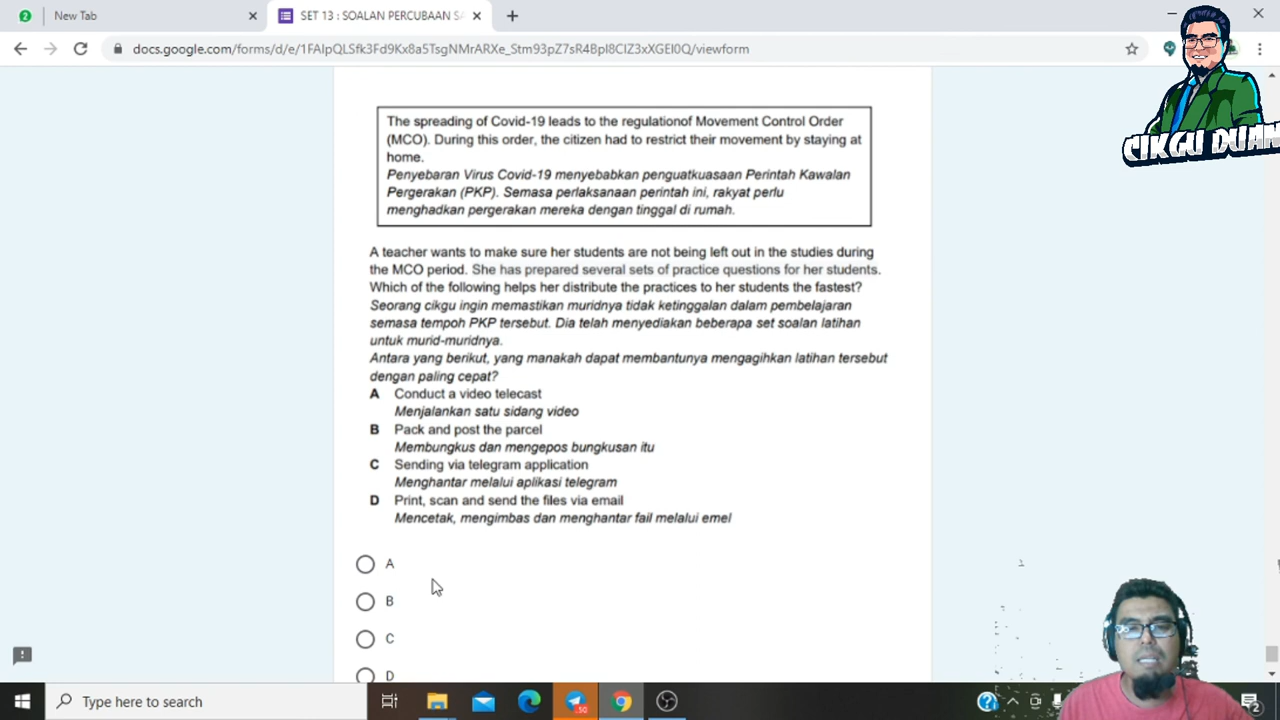 2
New Tab
SET 13 : SOALAN PERCUBAAN SA
docs.google.com/forms/d/e/1FAIpQLSfk3Fd9Kx8a5TsgNMrARXe_Stm93pZ7sR4Bpl8CIZ3xXGEl0Q/viewform
CIKGU DUAN
The spreading of Covid-19 leads to the regulationof Movement Control Order
(MCO). During this order, the citizen had to restrict their movement by staying at
home.
Penyebaran Virus Covid-19 menyebabkan penguatkuasaan Perintah Kawalan
Pergerakan (PKP). Semasa perlaksanaan perintah ini, rakyat perlu
menghadkan pergerakan mereka dengan tinggal di rumah.
A teacher wants to make sure her students are not being left out in the studies during
the MCO period. She has prepared several sets of practice questions for her students.
Which of the following helps her distribute the practices to her students the fastest?
Seorang cikgu ingin memastikan muridnya tidak ketinggalan dalam pembelajaran
semasa tempoh PKP tersebut. Dia telah menyediakan beberapa set soalan latihan
untuk murid-muridnya.
Antara yang berikut, yang manakah dapat membantunya mengagihkan latihan tersebut
dengan paling cepat?
A Conduct a video telecast
Menjalankan satu sidang video
B Pack and post the parcel
Membungkus dan mengepos bungkusan itu
C Sending via telegram application
Menghantar melalui aplikasi telegram
D Print, scan and send the files via email
Mencetak, mengimbas dan menghantar fail melalui emel
A
B
C
D
Type here to search
50
2